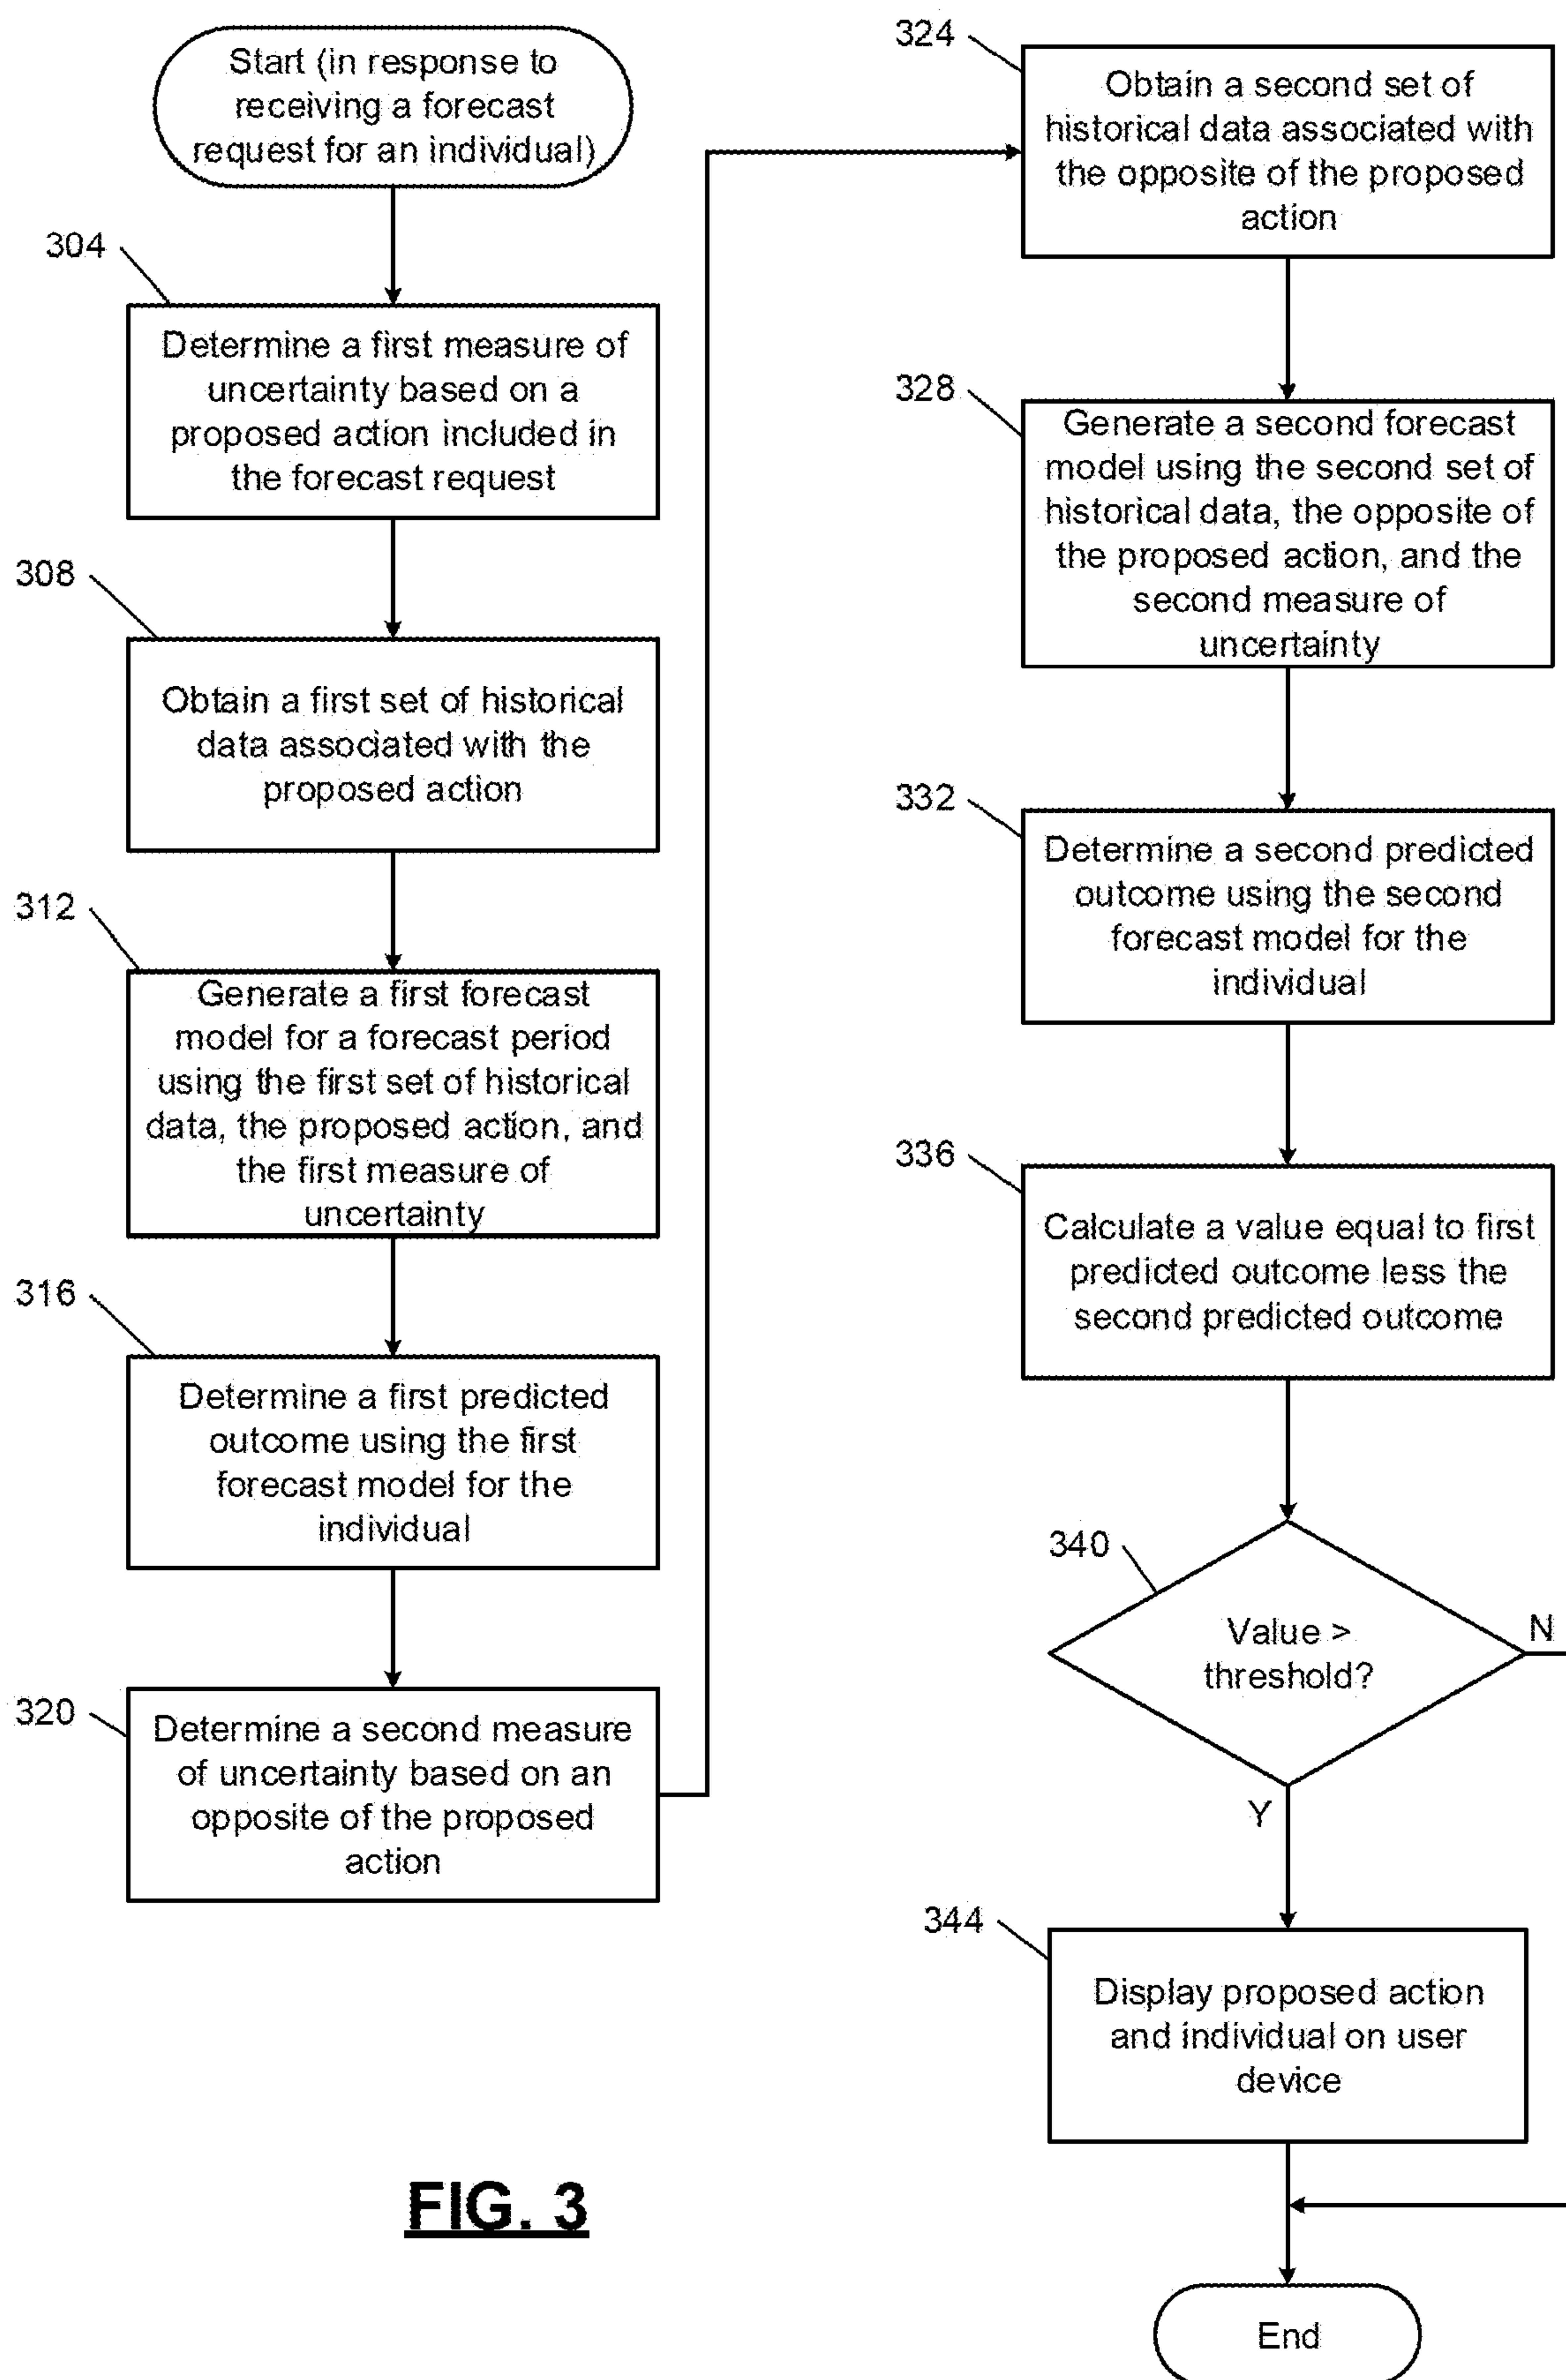 Start (in response to
receiving a forecast
request for an individual)
304
Determine a first measure of
uncertainty based on a
proposed action included in
the forecast request
308
Obtain a first set of historical
data associated with the
proposed action
312
Generate a first forecast
model for a forecast period
using the first set of historical
data, the proposed action, and
the first measure of
uncertainty
316
Determine a first predicted
outcome using the first
forecast model for the
individual
320
Determine a second measure
of uncertainty based on an
opposite of the proposed
action
324
Obtain a second set of
historical data associated with
the opposite of the proposed
action
328
Generate a second forecast
model using the second set of
historical data, the opposite of
the proposed action, and the
second measure of
uncertainty
332
Determine a second predicted
outcome using the second
forecast model for the
individual
336
Calculate a value equal to first
predicted outcome less the
second predicted outcome
340
Value >
threshold?
N
Y
344
Display proposed action
and individual on user
device
End
FIG. 3